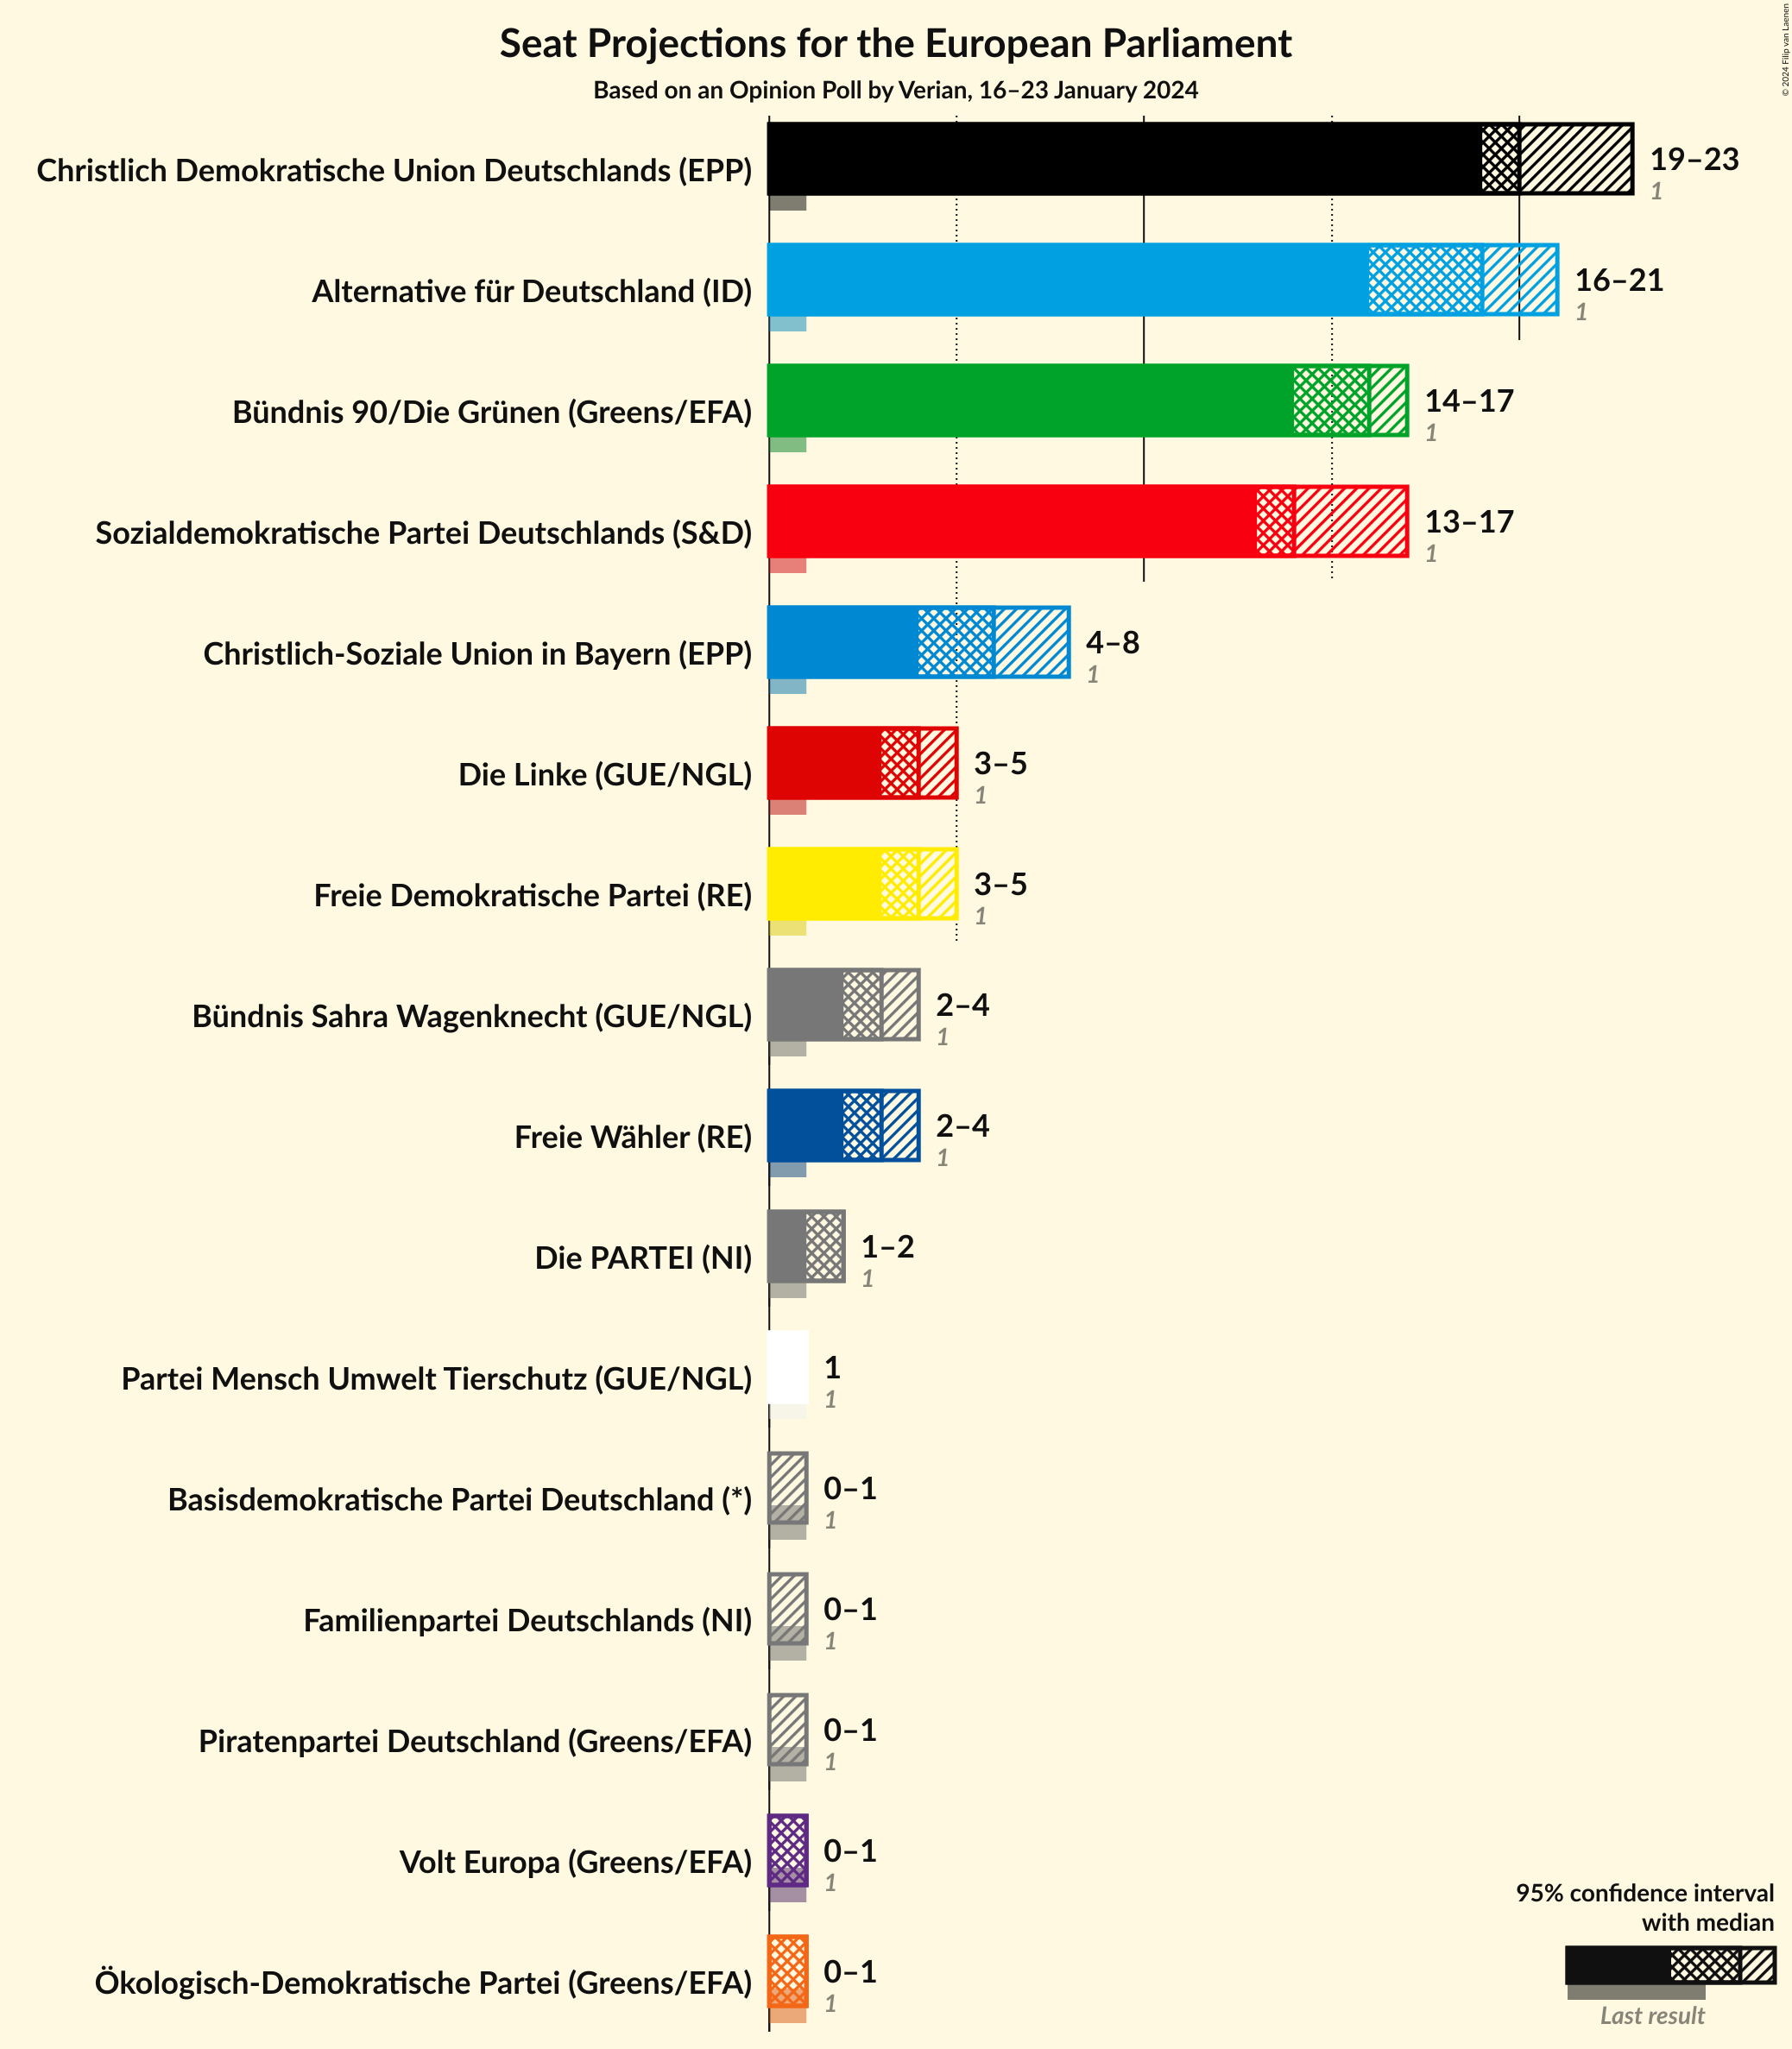 Seat Projections for the European Parliament
Based on an Opinion Poll by Verian, 16–23 January 2024
© 2024 Filip van Laenen
Christlich Demokratische Union Deutschlands (EPP)
19–23
1
Alternative für Deutschland (ID)
16–21
1
Bündnis 90/Die Grünen (Greens/EFA)
14–17
1
Sozialdemokratische Partei Deutschlands (S&D)
13–17
1
Christlich-Soziale Union in Bayern (EPP)
4–8
1
Die Linke (GUE/NGL)
3–5
1
Freie Demokratische Partei (RE)
3–5
1
Bündnis Sahra Wagenknecht (GUE/NGL)
2–4
1
Freie Wähler (RE)
2–4
1
Die PARTEI (NI)
1–2
1
Partei Mensch Umwelt Tierschutz (GUE/NGL)
1
1
Basisdemokratische Partei Deutschland (*)
0–1
1
Familienpartei Deutschlands (NI)
0–1
1
Piratenpartei Deutschland (Greens/EFA)
0–1
1
Volt Europa (Greens/EFA)
0–1
1
Ökologisch-Demokratische Partei (Greens/EFA)
0–1
1
95% confidence interval
with median
Last result